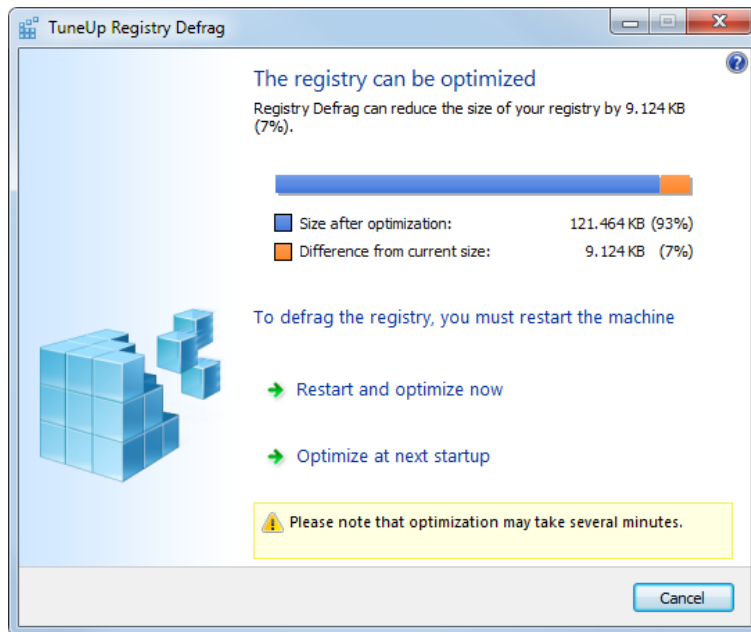 TuneUp Registry Defrag
The registry can be optimized
Registry Defrag can reduce the size of your registry by 9.124 KB
(7%).
Size after optimization: 121.464 KB (93%)
Difference from current size: 9.124 KB (7%)
To defrag the registry, you must restart the machine
Restart and optimize now
Optimize at next startup
Please note that optimization may take several minutes.
Cancel